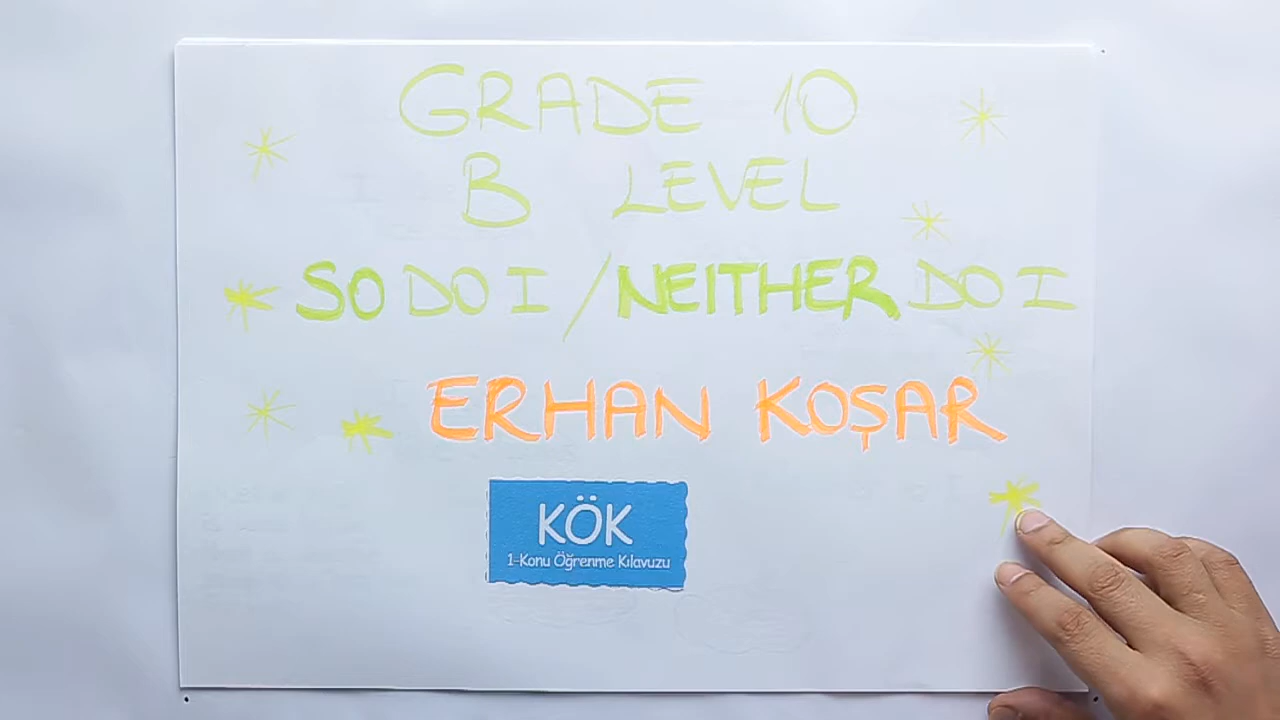 GRADE 10
B LEVEL
SO DO I / NEITHER DO I
ERHAN KOŞAR
KÖK
1-Konu Öğrenme Kılavuzu